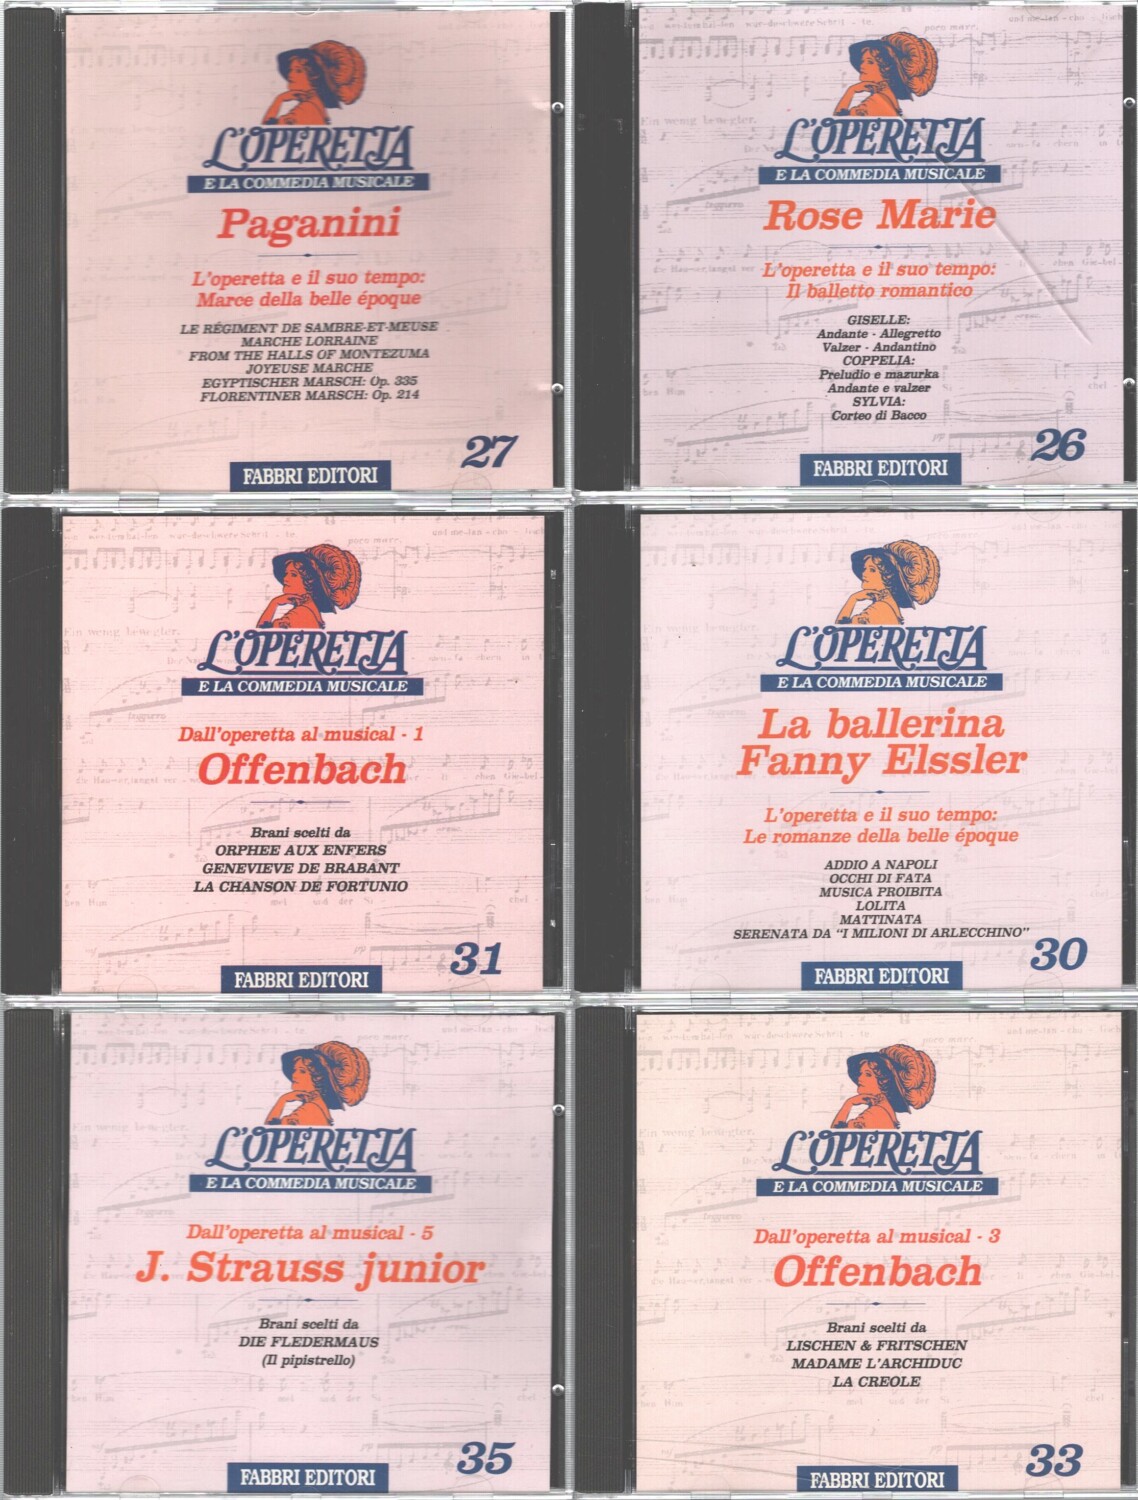 L'OPERETTA
E LA COMMEDIA MUSICALE
Paganini
L'operetta e il suo tempo:
Marce della belle époque
LE RÉGIMENT DE SAMBRE-ET-MEUSE
MARCHE LORRAINE
FROM THE HALLS OF MONTEZUMA
JOYEUSE MARCHE
EGYPTISCHER MARSCH: Op. 335
FLORENTINER MARSCH: Op. 214
27
FABBRI EDITORI
L'OPERETTA
E LA COMMEDIA MUSICALE
Rose Marie
L'operetta e il suo tempo:
Il balletto romantico
GISELLE:
Andante - Allegretto
Valzer - Andantino
COPPELIA:
Preludio e mazurka
Andante e valzer
SYLVIA:
Corteo di Bacco
26
FABBRI EDITORI
L'OPERETTA
E LA COMMEDIA MUSICALE
Dall'operetta al musical - 1
Offenbach
Brani scelti da
ORPHEE AUX ENFERS
GENEVIEVE DE BRABANT
LA CHANSON DE FORTUNIO
31
FABBRI EDITORI
L'OPERETTA
E LA COMMEDIA MUSICALE
La ballerina
Fanny Elssler
L'operetta e il suo tempo:
Le romanze della belle époque
ADDIO A NAPOLI
OCCHI DI FATA
MUSICA PROIBITA
LOLITA
MATTINATA
SERENATA DA “I MILIONI DI ARLECCHINO”
30
FABBRI EDITORI
L'OPERETTA
E LA COMMEDIA MUSICALE
Dall'operetta al musical - 5
J. Strauss junior
Brani scelti da
DIE FLEDERMAUS
(Il pipistrello)
35
FABBRI EDITORI
L'OPERETTA
E LA COMMEDIA MUSICALE
Dall'operetta al musical - 3
Offenbach
Brani scelti da
LISCHEN & FRITSCHEN
MADAME L'ARCHIDUC
LA CREOLE
33
FABBRI EDITORI